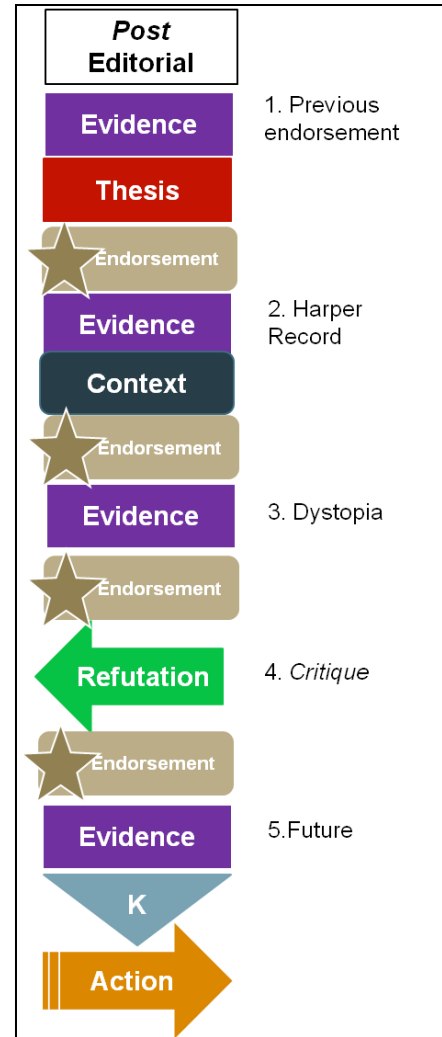 Post
Editorial
Evidence
1. Previous
endorsement
Thesis
Endorsement
Evidence
2. Harper
Record
Context
Endorsement
Evidence
3. Dystopia
Endorsement
Refutation
4. Critique
Endorsement
Evidence
5.Future
K
Action